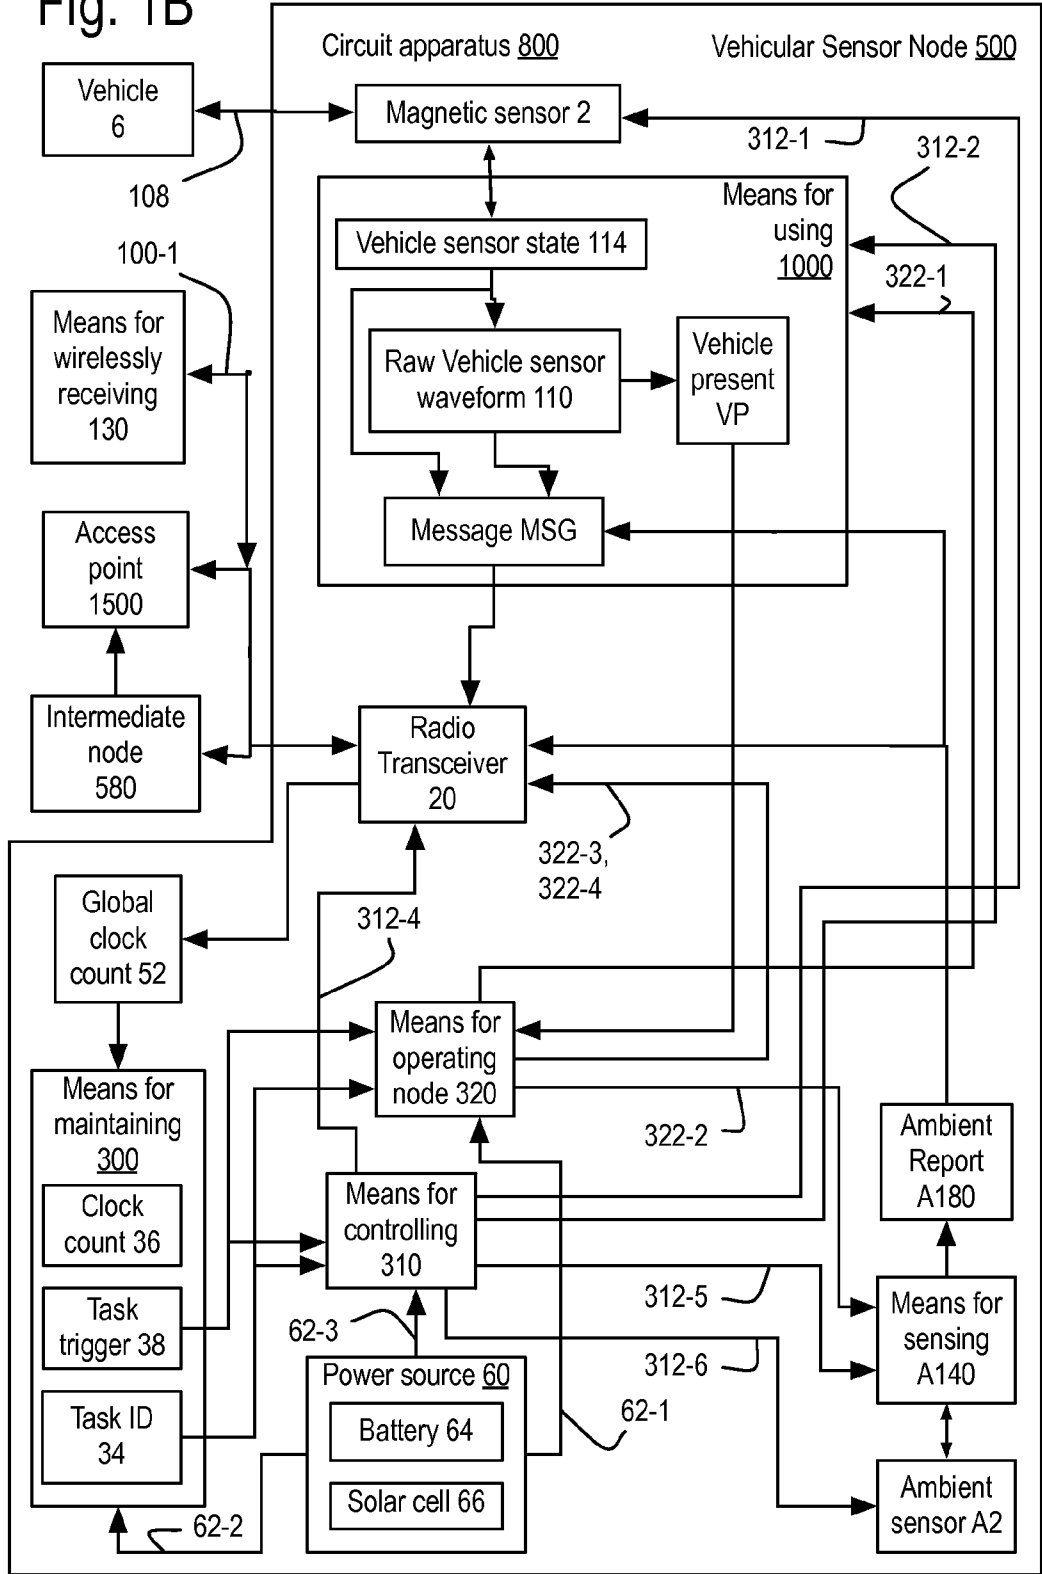 Fig. 1B
Circuit apparatus 800
Vehicular Sensor Node 500
Vehicle
6
Magnetic sensor 2
312-1
312-2
108
Means for
using
1000
Vehicle sensor state 114
100-1
322-1
Means for
wirelessly
receiving
130
Raw Vehicle sensor
waveform 110
Vehicle
present
VP
Access
point
1500
Message MSG
Intermediate
node
580
Radio
Transceiver
20
322-3,
322-4
Global
clock
count 52
312-4
Means for
operating
node 320
Means for
maintaining
300
322-2
Ambient
Report
A180
Clock
count 36
Means for
controlling
310
Task
trigger 38
62-3
312-5
312-6
Means for
sensing
A140
Power source 60
Task ID
34
Battery 64
62-1
Solar cell 66
Ambient
sensor A2
62-2